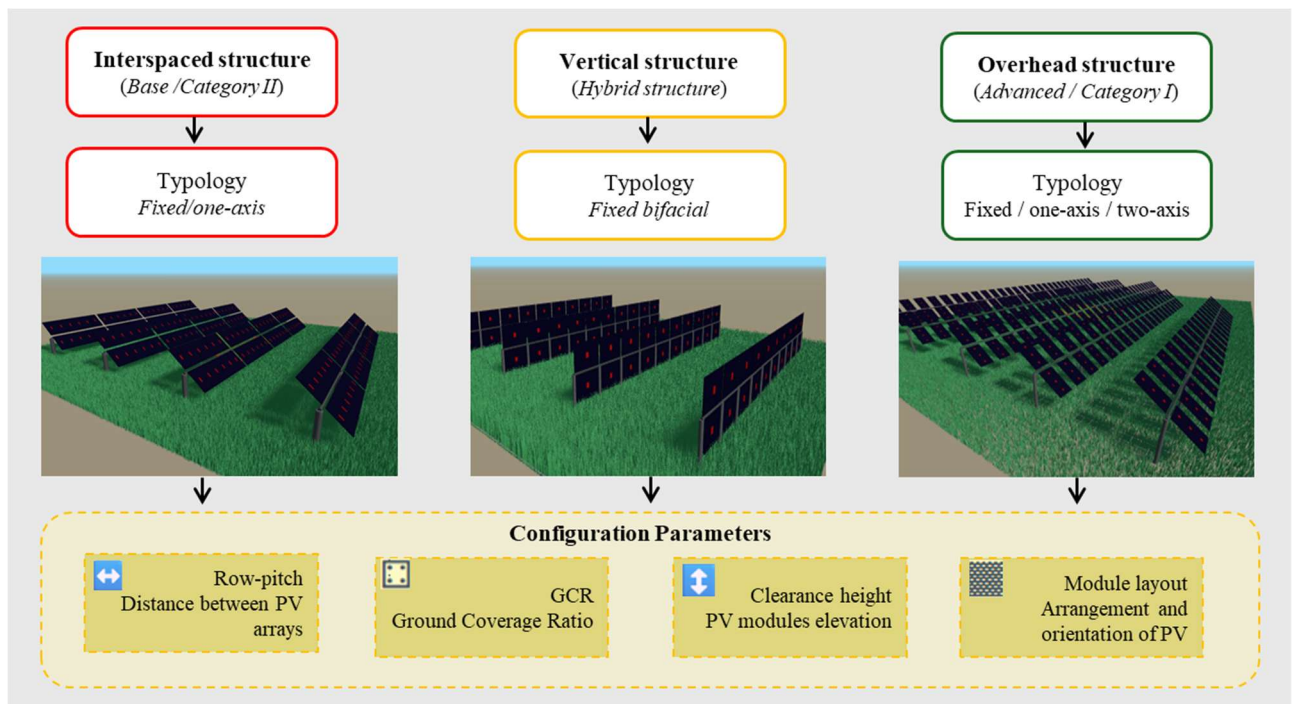 Interspaced structure
(Base /Category II)
Vertical structure
(Hybrid structure)
Overhead structure
(Advanced / Category I)
Typology
Fixed/one-axis
Typology
Fixed bifacial
Typology
Fixed / one-axis / two-axis
Configuration Parameters
Row-pitch
Distance between PV
arrays
GCR
Ground Coverage Ratio
Clearance height
PV modules elevation
Module layout
Arrangement and
orientation of PV